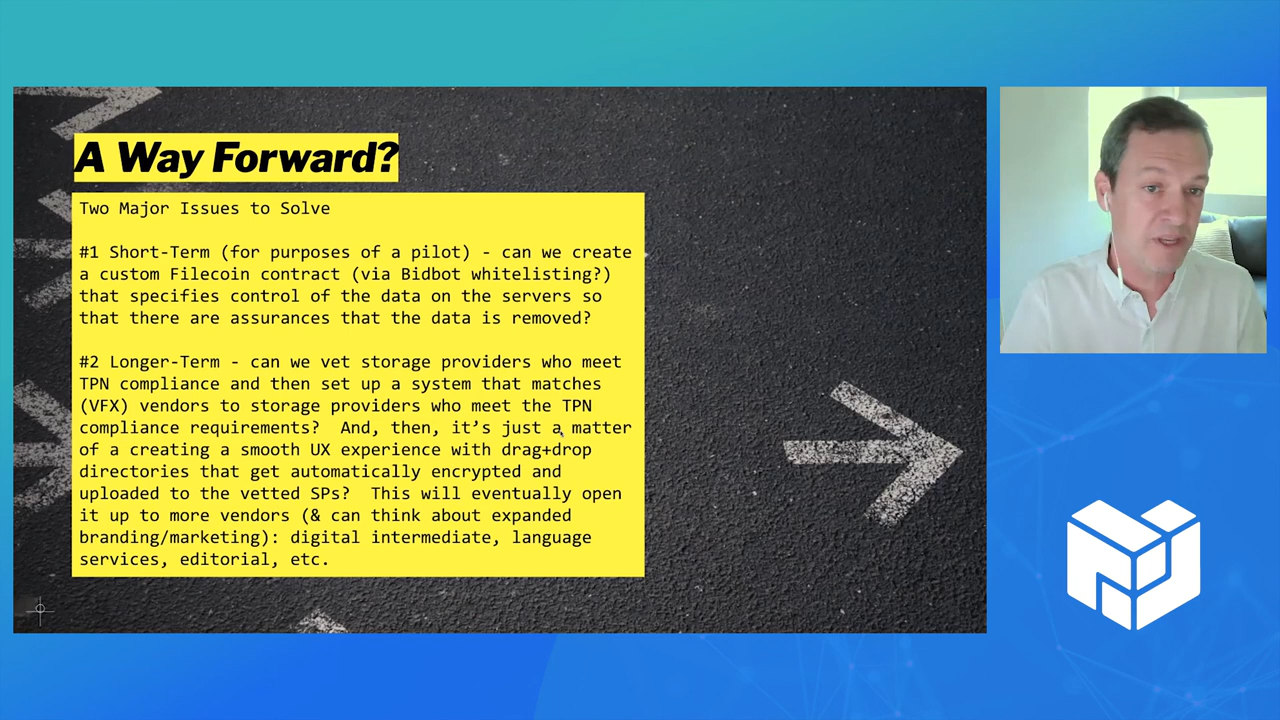 A Way Forward?
Two Major Issues to Solve
#1 Short-Term (for purposes of a pilot) - can we create
a custom Filecoin contract (via Bidbot whitelisting?)
that specifies control of the data on the servers so
that there are assurances that the data is removed?
#2 Longer-Term - can we vet storage providers who meet
TPN compliance and then set up a system that matches
(VFX) vendors to storage providers who meet the TPN
compliance requirements?  And, then, it’s just a matter
of a creating a smooth UX experience with drag+drop
directories that get automatically encrypted and
uploaded to the vetted SPs?  This will eventually open
it up to more vendors (& can think about expanded
branding/marketing): digital intermediate, language
services, editorial, etc.